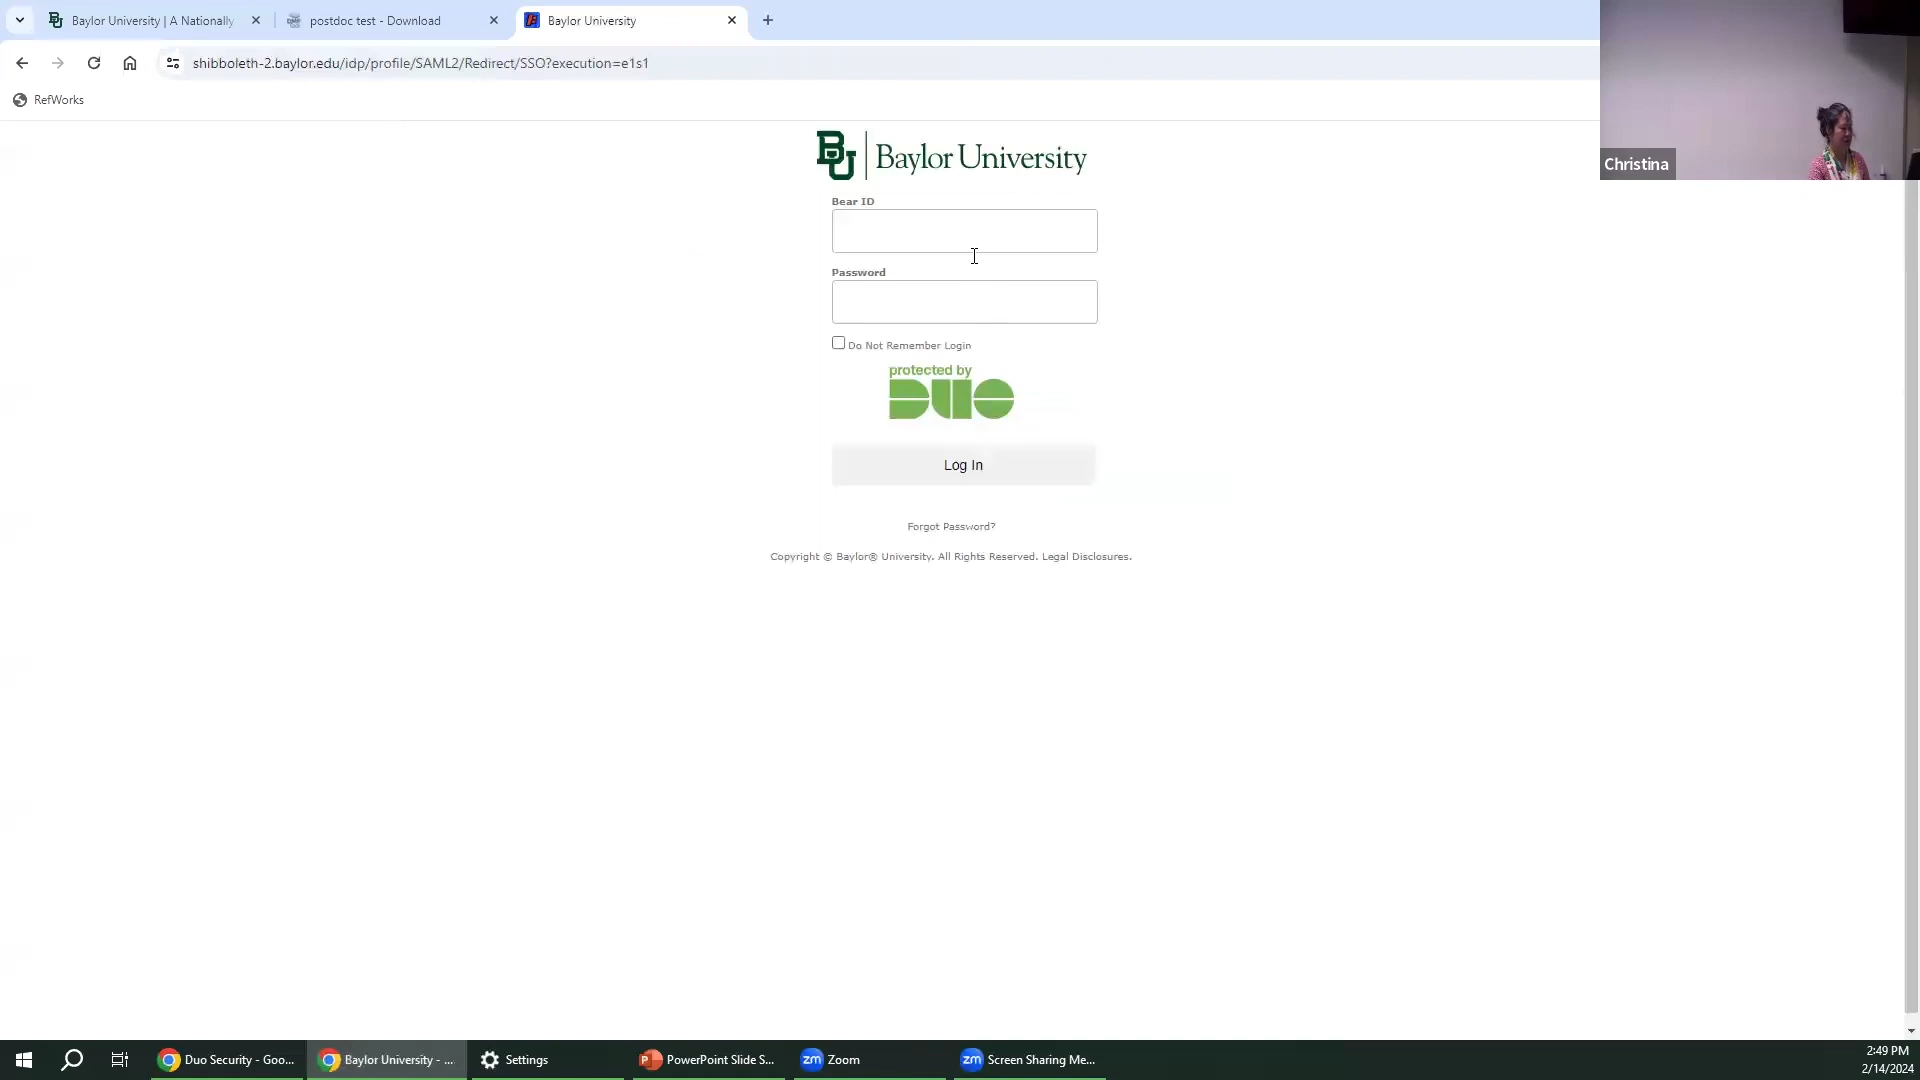 Baylor University | A Nationally
postdoc test - Download
Baylor University
shibboleth-2.baylor.edu/idp/profile/SAML2/Redirect/SSO?execution=e1s1
RefWorks
Christina
BU Baylor University
Bear ID
Password
Do Not Remember Login
protected by
DUO
Log In
Forgot Password?
Copyright © Baylor® University. All Rights Reserved. Legal Disclosures.
Duo Security - Goo...
Baylor University - ...
Settings
PowerPoint Slide S...
zm Zoom
zm Screen Sharing Me...
2:49 PM
2/14/2024